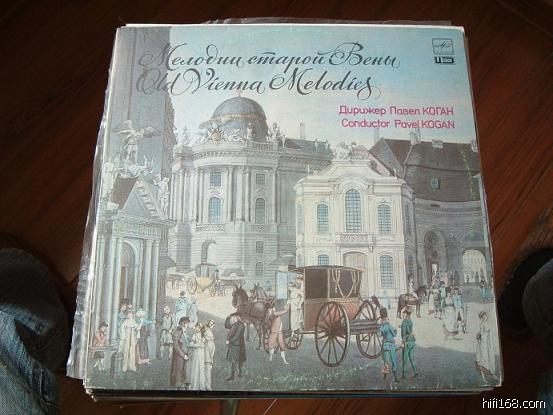 Мелодии старой Вены
Old Vienna Melodies
Дирижер Павел КОГАН
Conductor Pavel KOGAN
hifi168.com